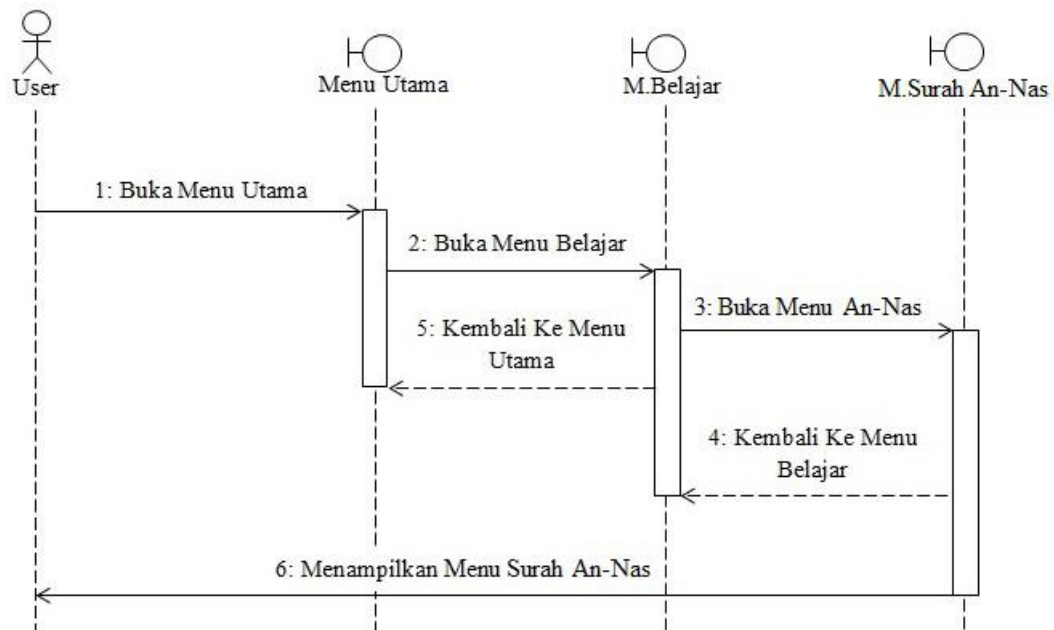 User
Menu Utama
M.Belajar
M.Surah An-Nas
1: Buka Menu Utama
2: Buka Menu Belajar
3: Buka Menu An-Nas
5: Kembali Ke Menu
Utama
4: Kembali Ke Menu
Belajar
6: Menampilkan Menu Surah An-Nas